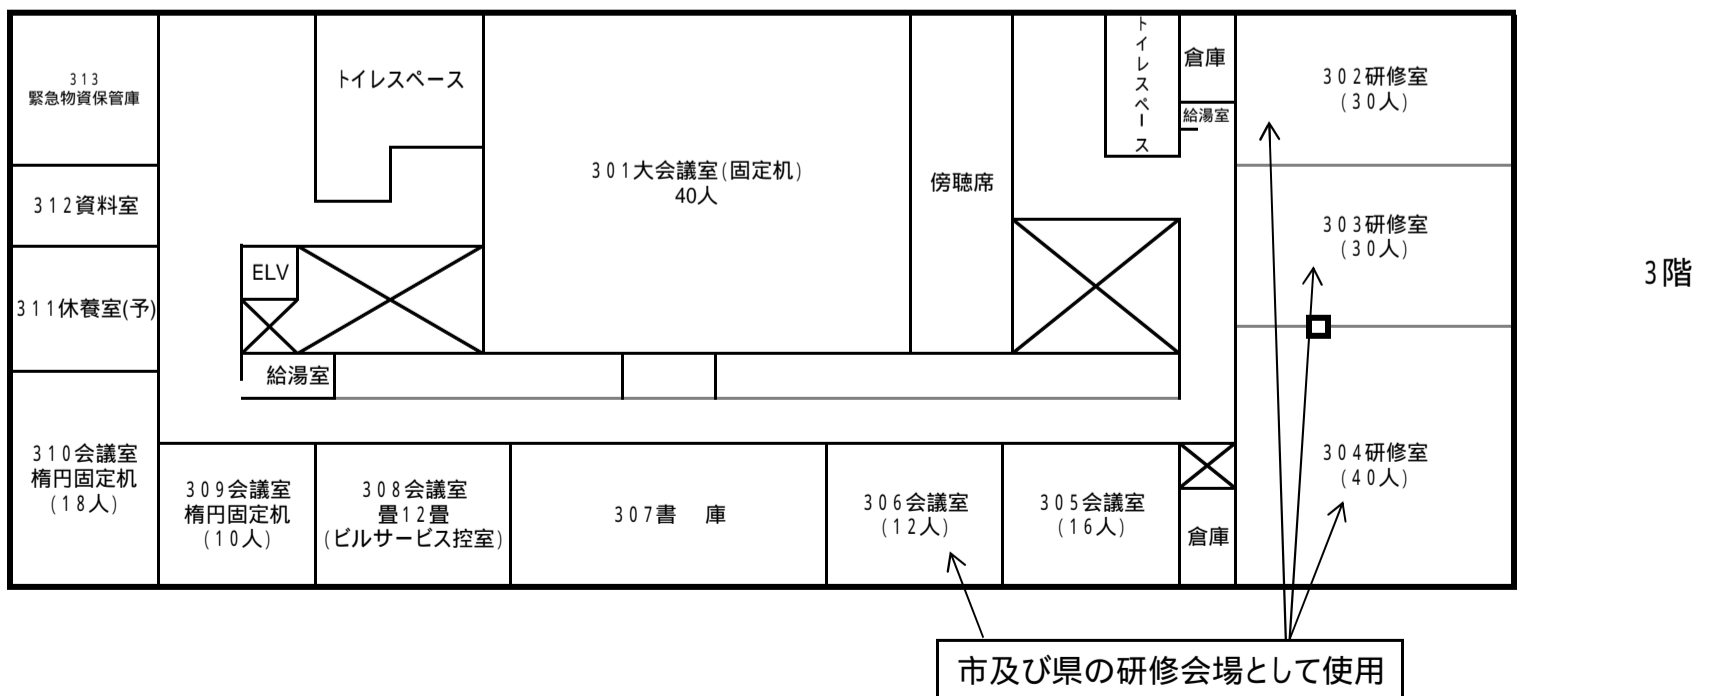 313
緊急物資保管庫
トイレスペース
トイレスペース
倉庫
給湯室
302研修室
(30人)
301大会議室(固定机)
40人
傍聴席
312資料室
303研修室
(30人)
3階
ELV
311休養室(予)
給湯室
310会議室
楕円固定机
(18人)
309会議室
楕円固定机
(10人)
308会議室
畳12畳
(ビルサービス控室)
307書　庫
306会議室
(12人)
305会議室
(16人)
倉庫
304研修室
(40人)
市及び県の研修会場として使用